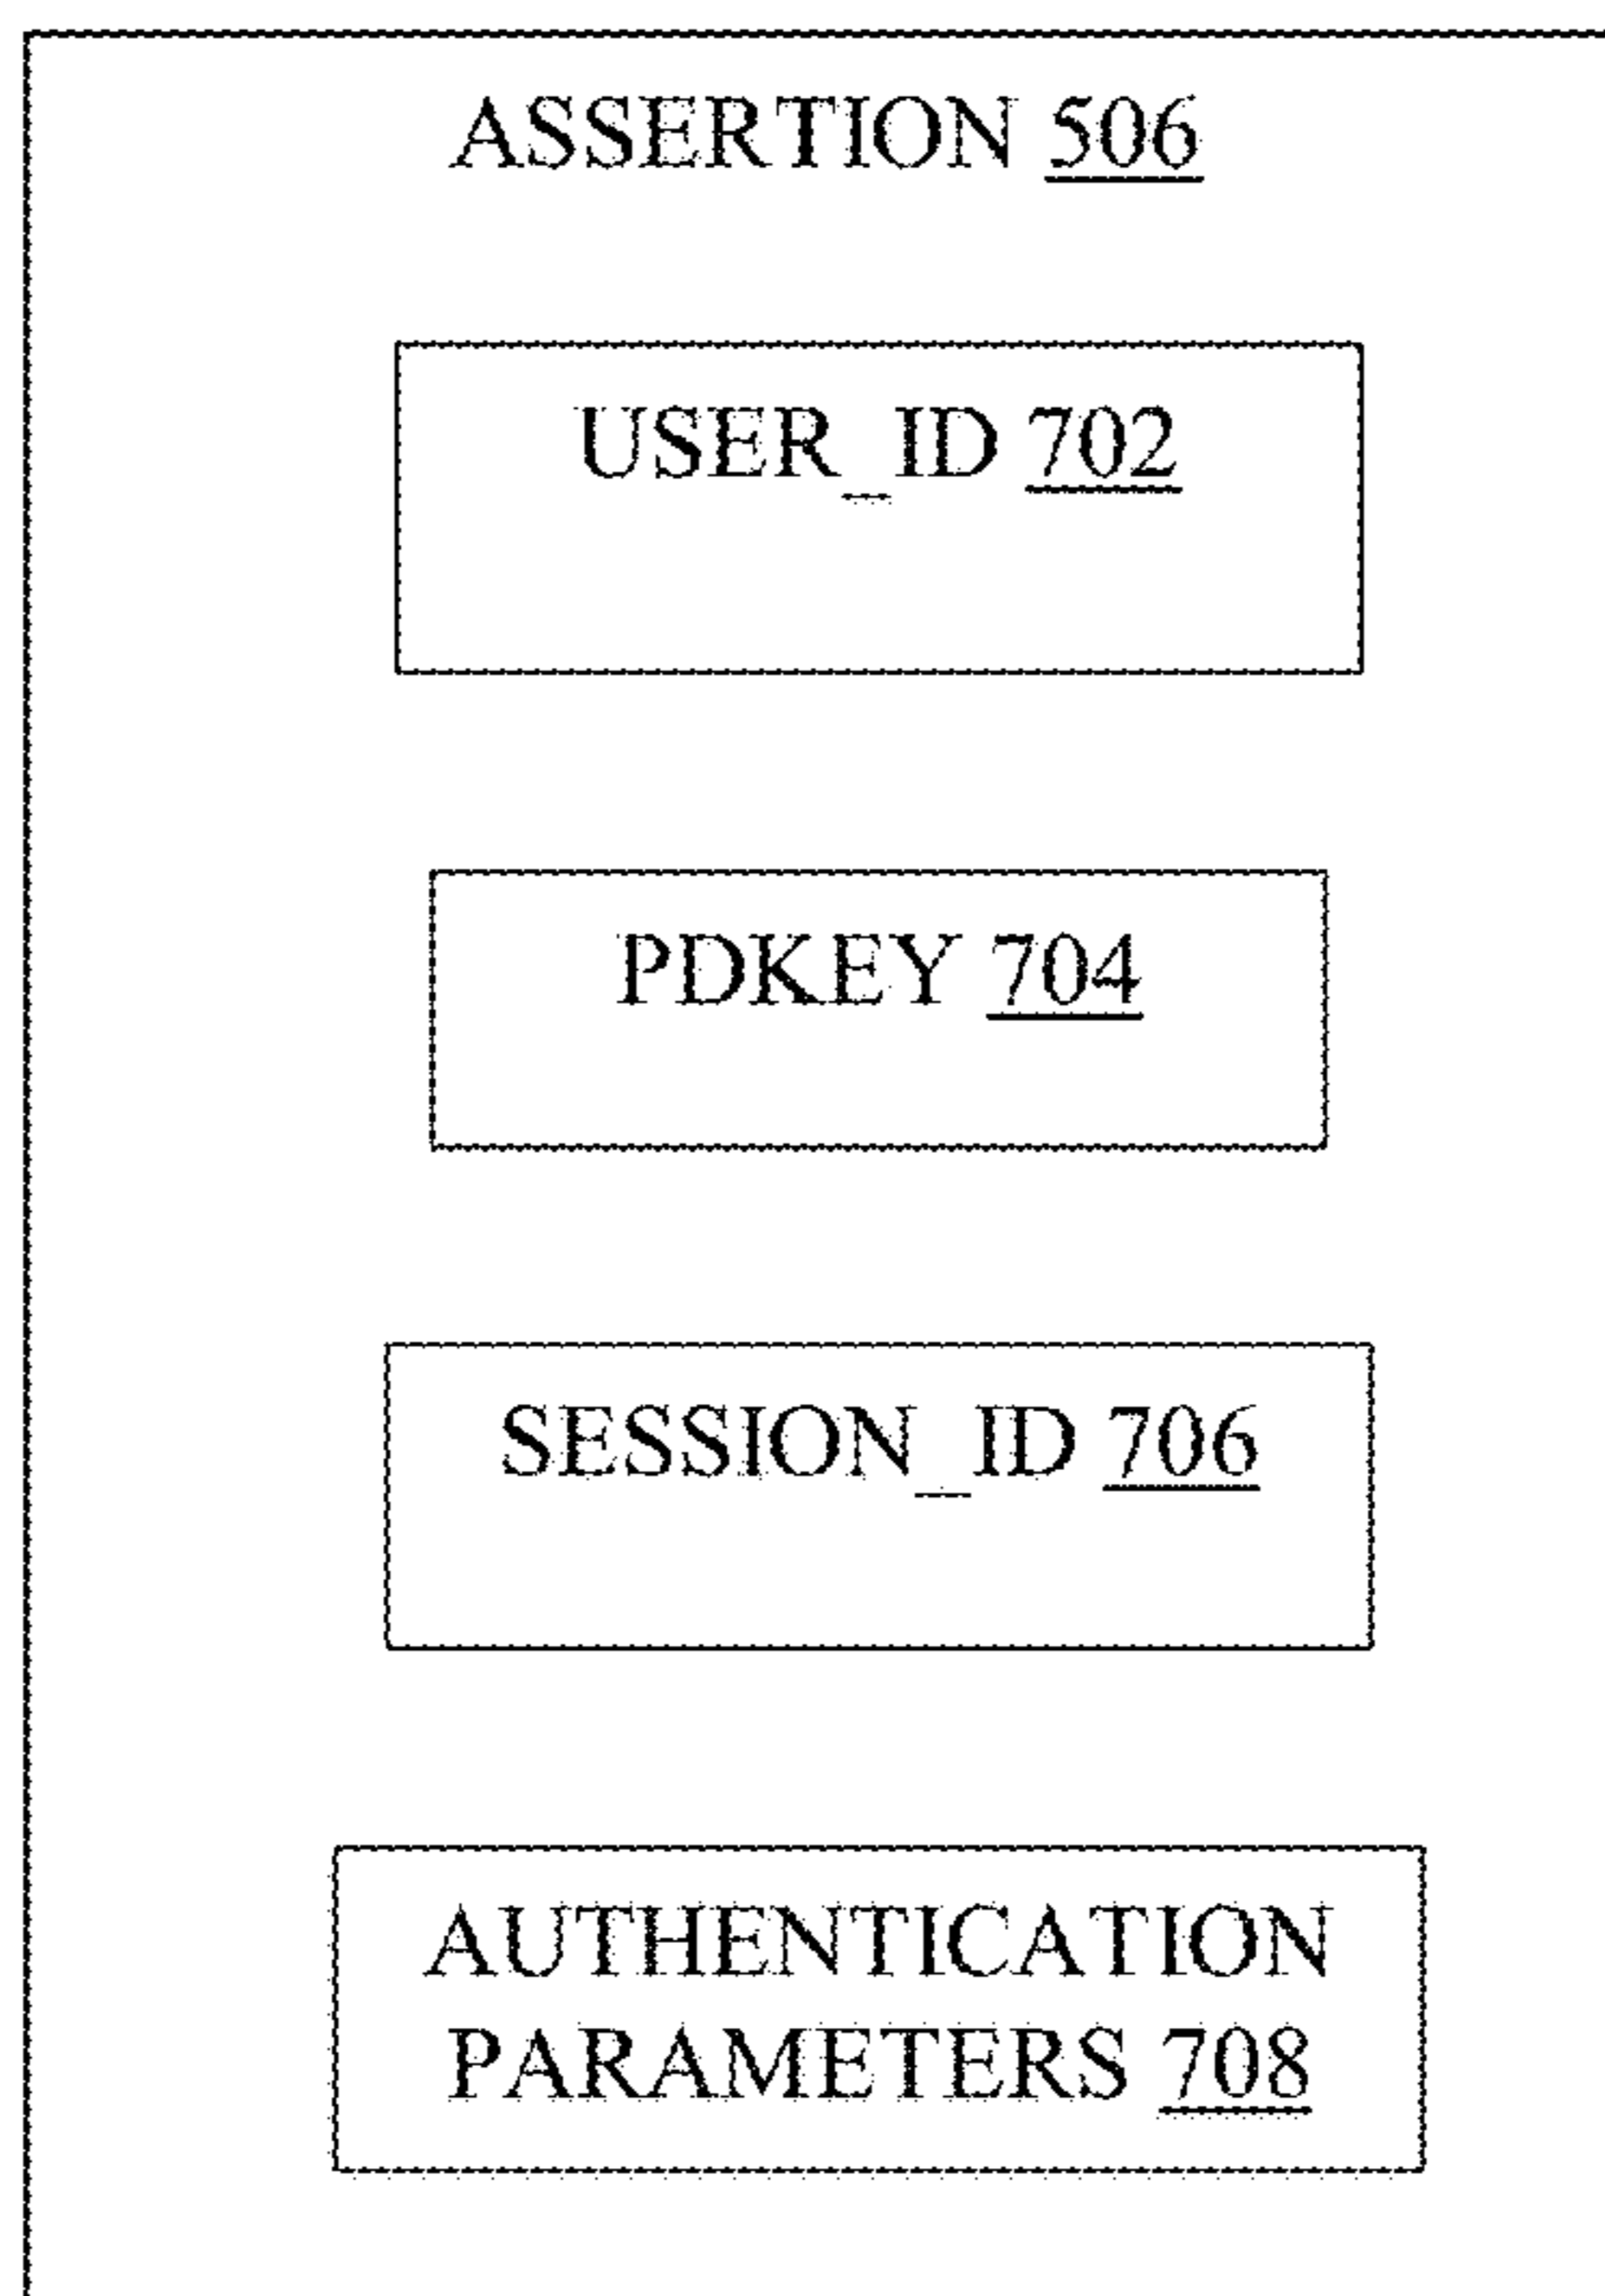 ASSERTION 506
USER_ID 702
PDKEY 704
SESSION_ID 706
AUTHENTICATION
PARAMETERS 708